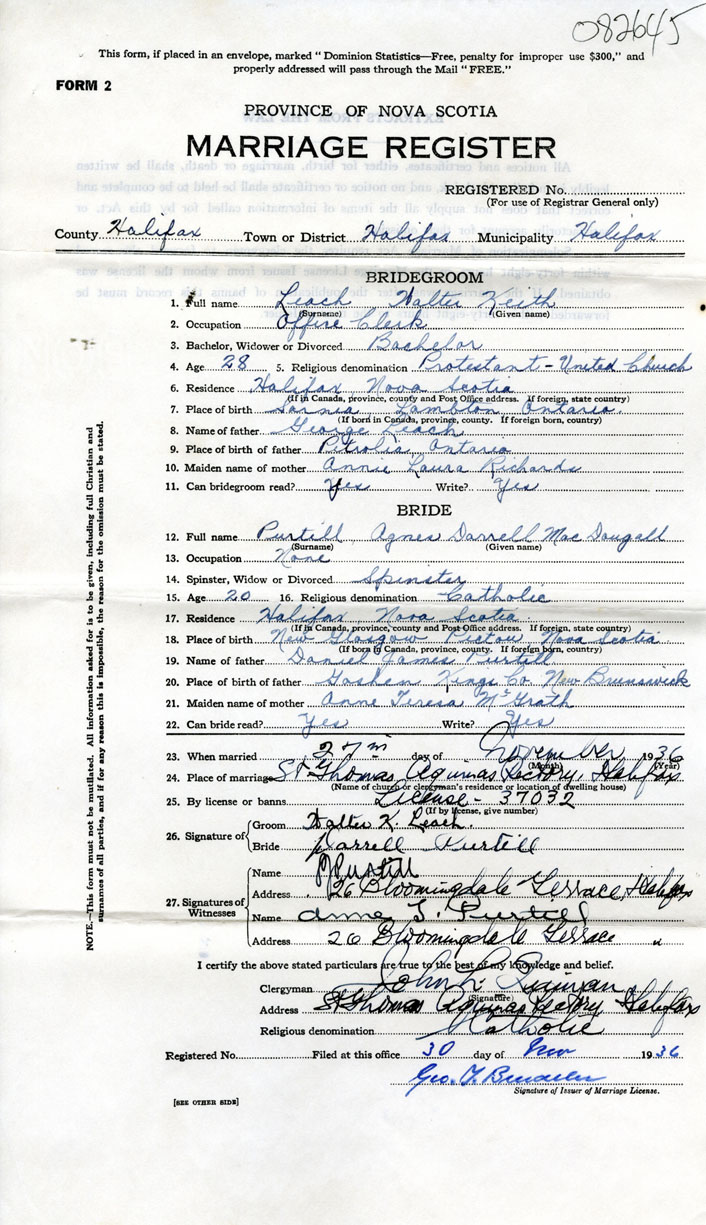 082645
This form, if placed in an envelope, marked "Dominion Statistics—Free, penalty for improper use $300," and
properly addressed will pass through the Mail "FREE."
FORM 2
PROVINCE OF NOVA SCOTIA
MARRIAGE REGISTER
REGISTERED No.
(For use of Registrar General only)
County Halifax Town or District Halifax Municipality Halifax
BRIDEGROOM
1. Full name Leach Walter Keith
(Surname) (Given name)
2. Occupation Office Clerk
3. Bachelor, Widower or Divorced Bachelor
4. Age 28 5. Religious denomination Protestant - United Church
6. Residence Halifax Nova Scotia
(If in Canada, province, county and Post Office address. If foreign, state country)
7. Place of birth Sarnia Lambton Ontario.
(If born in Canada, province, county. If foreign born, country)
8. Name of father George Leach
9. Place of birth of father Petrolia Ontario
10. Maiden name of mother Annie Laura Richards
11. Can bridegroom read? Yes Write? Yes
BRIDE
12. Full name Purtill Agnes Darrell MacDougall
(Surname) (Given name)
13. Occupation None
14. Spinster, Widow or Divorced Spinster
15. Age 20 16. Religious denomination Catholic
17. Residence Halifax Nova Scotia
(If in Canada, province, county and Post Office address. If foreign, state country)
18. Place of birth New Glasgow Pictou Nova Scotia
(If born in Canada, province, county. If foreign born, country)
19. Name of father Daniel James Purtill
20. Place of birth of father Goshen Kings Co. New Brunswick
21. Maiden name of mother Anne Teresa McGrath
22. Can bride read? Yes Write? Yes
23. When married 27th day of November 1936
(Month) (Year)
24. Place of marriage St Thomas Aquinas Rectory, Halifax
(Name of church or clergyman's residence or location of dwelling house)
25. By license or banns License - 37032
(If by license, give number)
26. Signature of
Groom Walter K. Leach.
Bride Darrell Purtill
27. Signatures of Witnesses
Name Purtill
Address 26 Bloomingdale Terrace, Halifax
Name Anne T. Purtill
Address 26 Bloomingdale Terrace "
I certify the above stated particulars are true to the best of my knowledge and belief.
Clergyman John L. Quinan
(Signature)
Address St Thomas Aquinas Rectory Halifax
Religious denomination Catholic
Registered No. Filed at this office 30 day of Nov 1936
Geo. T.
Signature of Issuer of Marriage License.
[SEE OTHER SIDE]
NOTE.—This form must not be mutilated. All information asked for is to be given, including full Christian and
surnames of all parties, and if for any reason this is impossible, the reason for the omission must be stated.